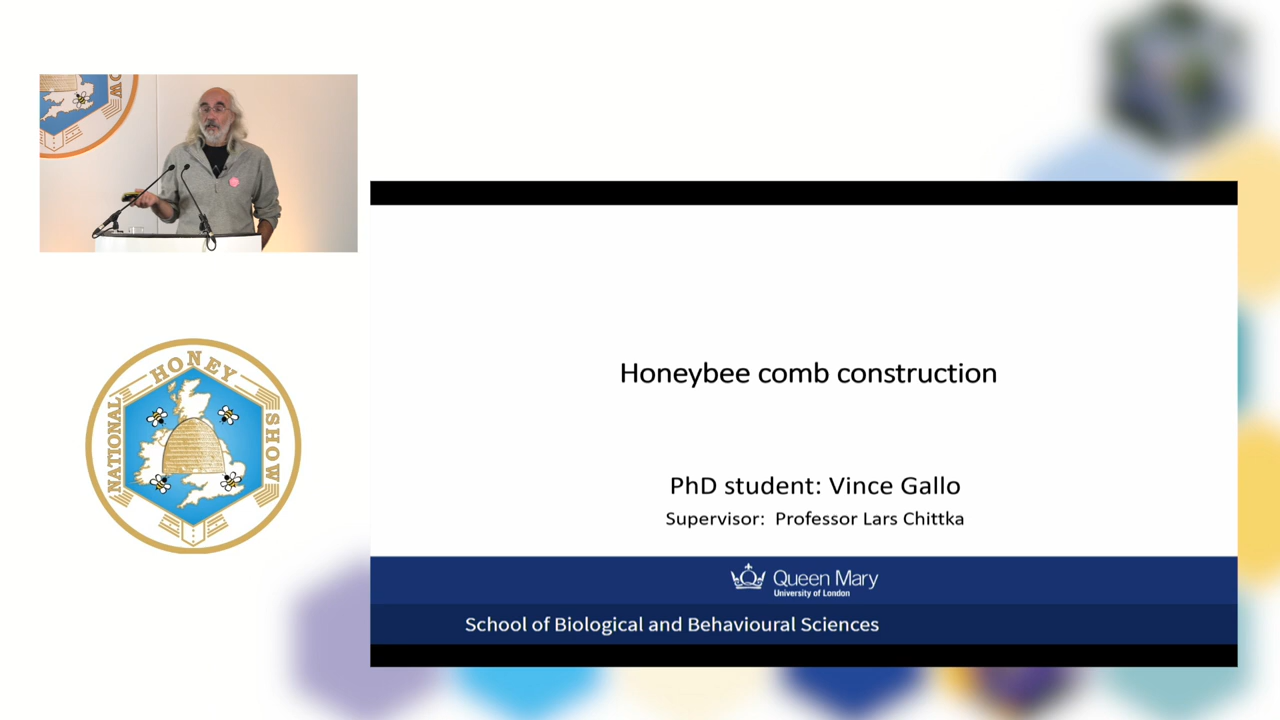 OW
NATIONAL HONEY SHOW
Honeybee comb construction
PhD student: Vince Gallo
Supervisor: Professor Lars Chittka
Queen Mary
University of London
School of Biological and Behavioural Sciences